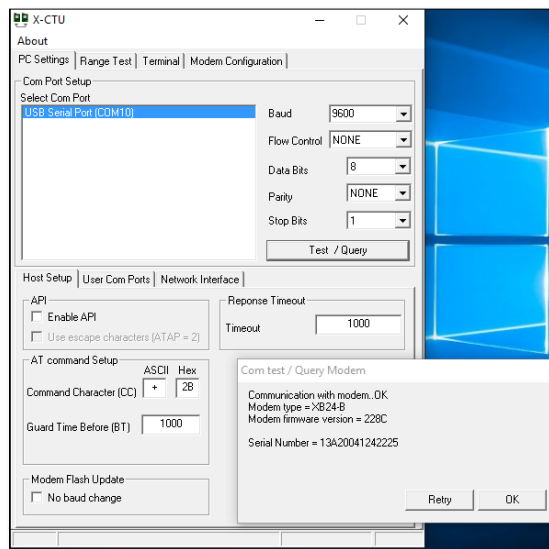 X-CTU
About
PC Settings Range Test Terminal Modem Configuration
Com Port Setup
Select Com Port
USB Serial Port (COM10)
Baud 9600
Flow Control NONE
Data Bits 8
Parity NONE
Stop Bits 1
Test / Query
Host Setup User Com Ports Network Interface
API
Enable API
Use escape characters (ATAP = 2)
Reponse Timeout
Timeout 1000
AT command Setup
ASCII Hex
Command Character (CC) + 2B
Guard Time Before (BT) 1000
Modem Flash Update
No baud change
Com test / Query Modem
Communication with modem..OK
Modem type = XB24-B
Modem firmware version = 228C
Serial Number = 13A20041242225
Retry OK